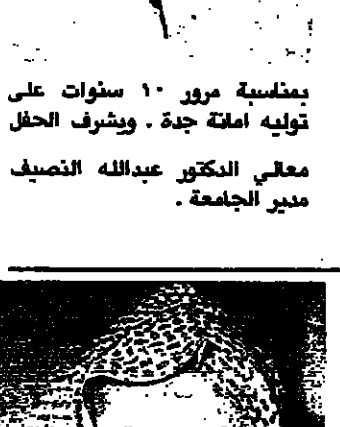 بمناسبة مرور ١٠ سنوات على
توليه امانة جدة . ويشرف الحفل
معالي الدكتور عبدالله النصيف
مدير الجامعة .